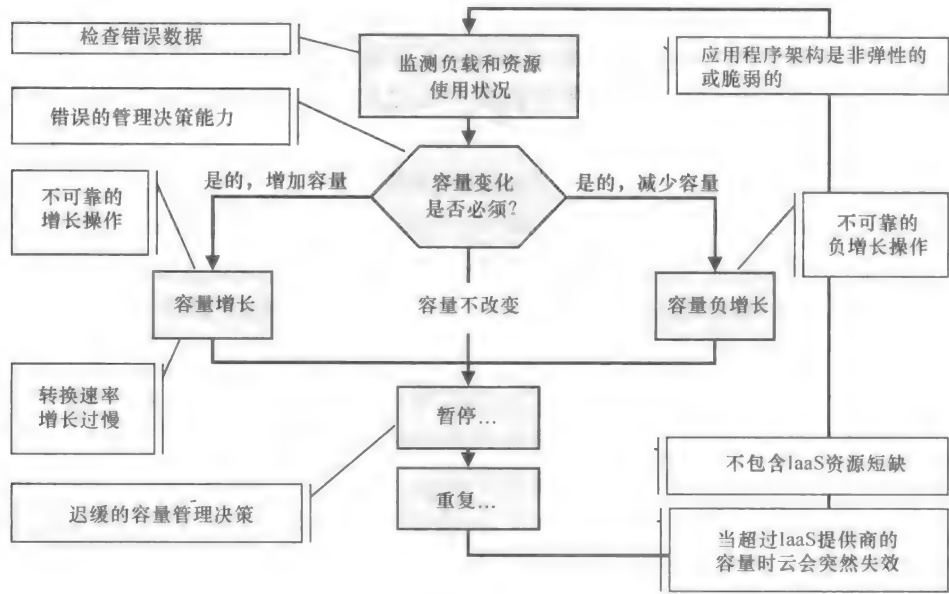 检查错误数据
监测负载和资源
使用状况
应用程序架构是非弹性的
或脆弱的
错误的管理决策能力
是的，增加容量
容量变化
是否必须？
是的，减少容量
不可靠的
增长操作
不可靠的
负增长操作
容量增长
容量不改变
容量负增长
转换速率
增长过慢
暂停…
不包含IaaS资源短缺
迟缓的容量管理决策
重复…
当超过IaaS提供商的
容量时云会突然失效